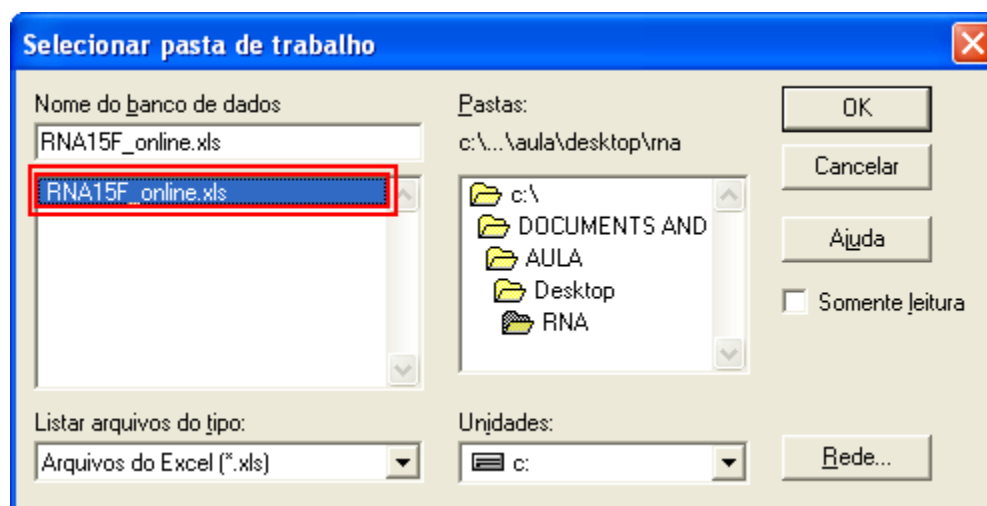 Selecionar pasta de trabalho
Nome do banco de dados
RNA15F_online.xls
RNA15F_online.xls
Listar arquivos do tipo:
Arquivos do Excel (*.xls)
Pastas:
c:\...\aula\desktop\rna
c:\
DOCUMENTS AND
AULA
Desktop
RNA
Unidades:
c:
OK
Cancelar
Ajuda
Somente leitura
Rede...